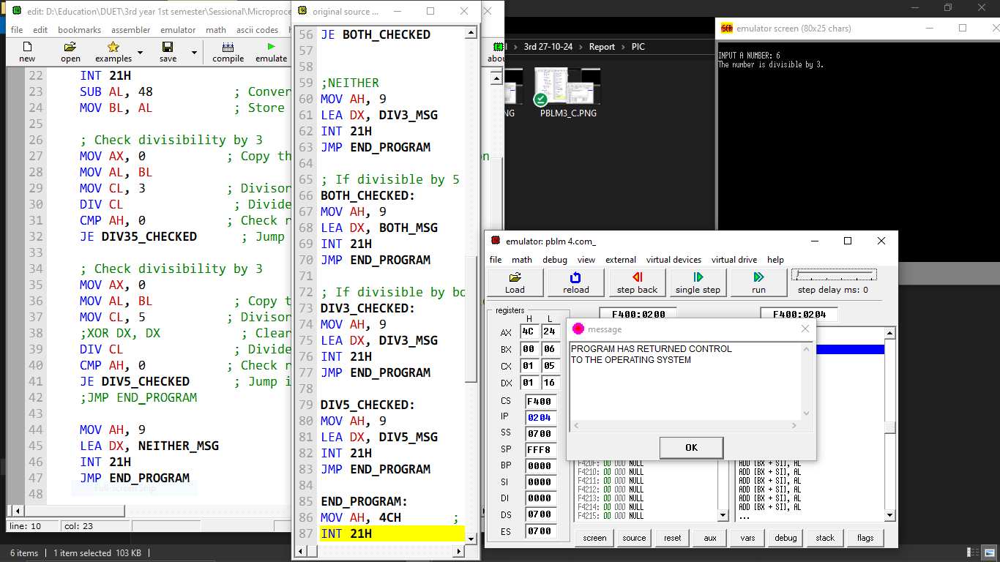 edit: D:\Education\DUET\3rd year 1st semester\Sessional\Microproce
file edit bookmarks assembler emulator math ascii codes
new open examples save compile emulate
abou
22 INT 21H
23 SUB AL, 48 ; Conver
24 MOV BL, AL ; Store
25
26 ; Check divisibility by 3
27 MOV AX, 0 ; Copy th
28 MOV AL, BL
29 MOV CL, 3 ; Divisor
30 DIV CL ; Divide
31 CMP AH, 0 ; Check r
32 JE DIV35_CHECKED ; Jump
33
34 ; Check divisibility by 3
35 MOV AX, 0
36 MOV AL, BL ; Copy t
37 MOV CL, 5 ; Divisor
38 ;XOR DX, DX ; Clear
39 DIV CL ; Divide
40 CMP AH, 0 ; Check r
41 JE DIV5_CHECKED ; Jump i
42 ;JMP END_PROGRAM
43
44 MOV AH, 9
45 LEA DX, NEITHER_MSG
46 INT 21H
47 JMP END_PROGRAM
48
Full-screen Snip
line: 10 col: 23
original source ...
56 JE BOTH_CHECKED
57
58
59 ;NEITHER
60 MOV AH, 9
61 LEA DX, DIV3_MSG
62 INT 21H
63 JMP END_PROGRAM
64
65 ; If divisible by 5
66 BOTH_CHECKED:
67 MOV AH, 9
68 LEA DX, BOTH_MSG
69 INT 21H
70 JMP END_PROGRAM
71
72 ; If divisible by bo
73 DIV3_CHECKED:
74 MOV AH, 9
75 LEA DX, DIV3_MSG
76 INT 21H
77 JMP END_PROGRAM
78
79 DIV5_CHECKED:
80 MOV AH, 9
81 LEA DX, DIV5_MSG
82 INT 21H
83 JMP END_PROGRAM
84
85 END_PROGRAM:
86 MOV AH, 4CH ;
87 INT 21H
on
3rd 27-10-24 › Report › PIC
NG
PBLM3_C.PNG
emulator screen (80x25 chars)
INPUT A NUMBER: 6
The number is divisible by 3.
emulator: pblm 4.com_
file math debug view external virtual devices virtual drive help
Load reload step back single step run step delay ms: 0
registers
F400:0200 F400:0204
H L
AX 4C 24
BX 00 06
CX 01 05
DX 01 16
CS F400
IP 0204
SS 0700
SP FFF8
BP 0000
SI 0000
DI 0000
DS 0700
ES 0700
message
PROGRAM HAS RETURNED CONTROL
TO THE OPERATING SYSTEM
OK
F420F: 00 000 NULL ADD [BX + SI], AL
F4210: 00 000 NULL ADD [BX + SI], AL
F4211: 00 000 NULL ADD [BX + SI], AL
F4212: 00 000 NULL ADD [BX + SI], AL
F4213: 00 000 NULL ADD [BX + SI], AL
F4214: 00 000 NULL ADD [BX + SI], AL
F4215: 00 000 NULL ...
screen source reset aux vars debug stack flags
6 items 1 item selected 103 KB